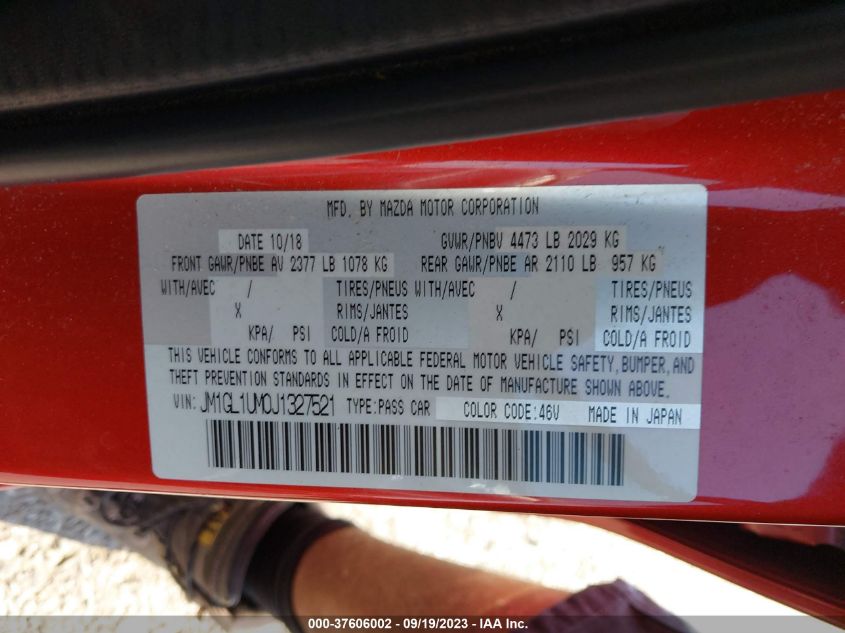 MFD. BY MAZDA MOTOR CORPORATION
DATE 10/18 GVWR/PNBV 4473 LB 2029 KG
FRONT GAWR/PNBE AV 2377 LB 1078 KG REAR GAWR/PNBE AR 2110 LB 957 KG
WITH/AVEC / TIRES/PNEUS WITH/AVEC / TIRES/PNEUS
X RIMS/JANTES X RIMS/JANTES
KPA/ PSI COLD/A FROID KPA/ PSI COLD/A FROID
THIS VEHICLE CONFORMS TO ALL APPLICABLE FEDERAL MOTOR VEHICLE SAFETY, BUMPER, AND
THEFT PREVENTION STANDARDS IN EFFECT ON THE DATE OF MANUFACTURE SHOWN ABOVE.
VIN: JM1GL1UM0J1327521 TYPE:PASS CAR COLOR CODE:46V MADE IN JAPAN
000-37606002 - 09/19/2023 - IAA Inc.